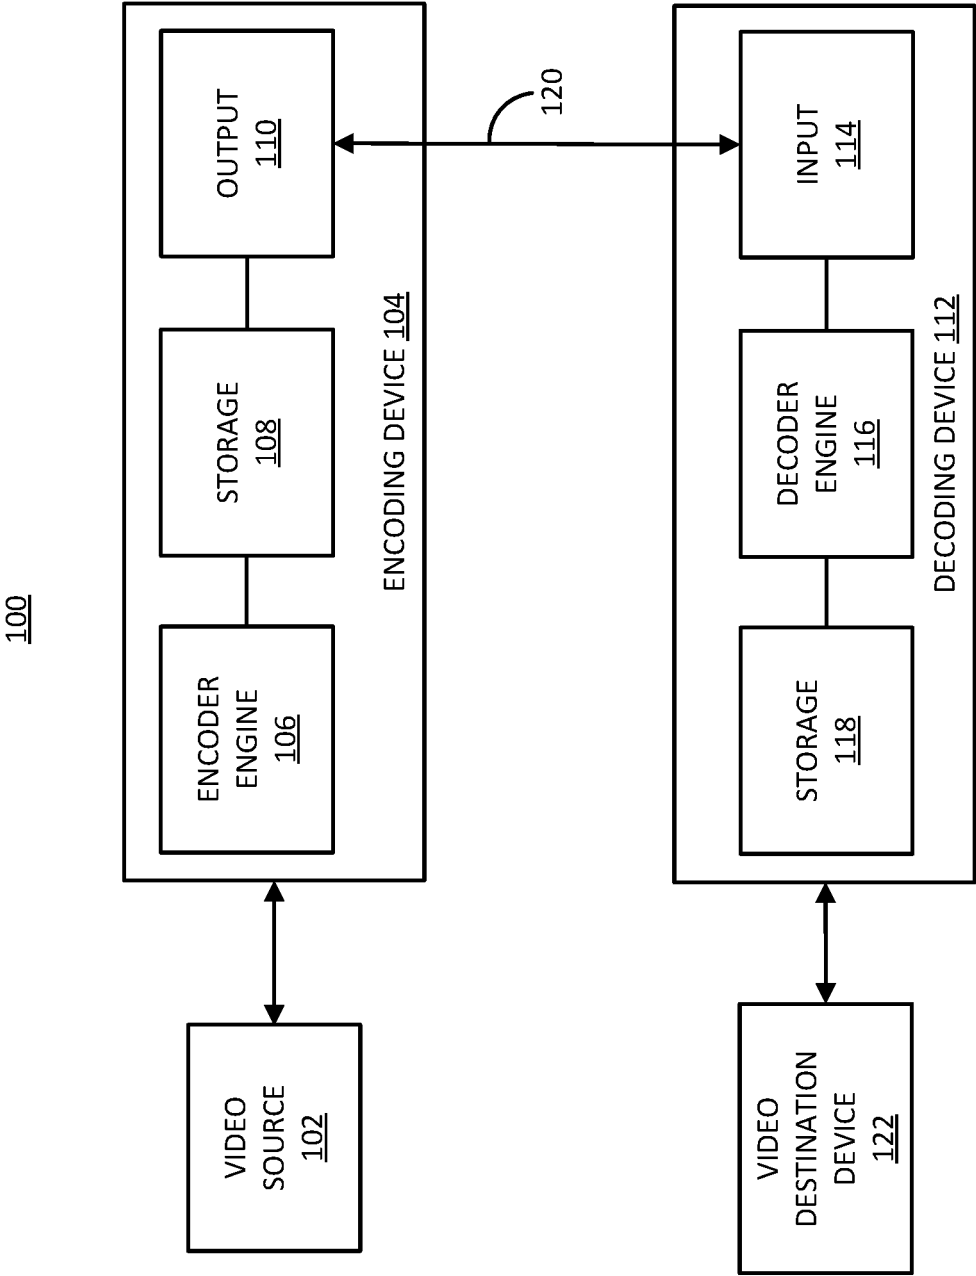 100
VIDEO
SOURCE
102
ENCODER
ENGINE
106
STORAGE
108
OUTPUT
110
ENCODING DEVICE 104
120
VIDEO
DESTINATION
DEVICE
122
STORAGE
118
DECODER
ENGINE
116
INPUT
114
DECODING DEVICE 112